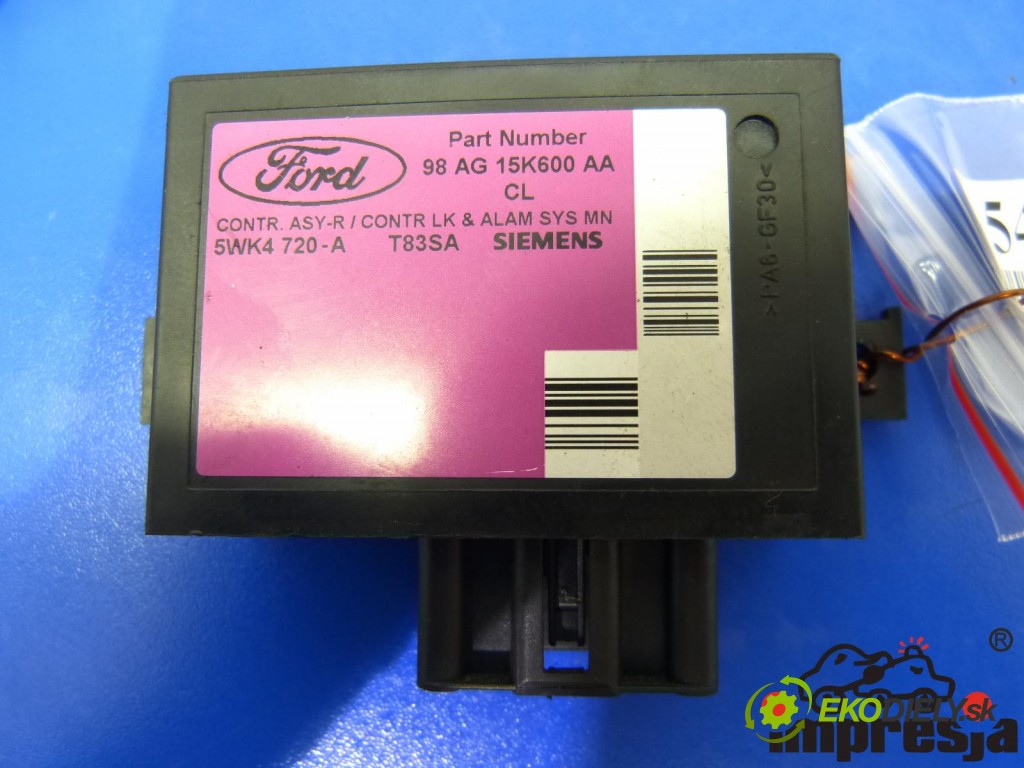 Ford
Part Number
98 AG 15K600 AA
CL
CONTR. ASY-R / CONTR LK & ALAM SYS MN
5WK4 720-A T83SA SIEMENS
>PA6-GF30<
54
®
EKODIELY.sk
impresja